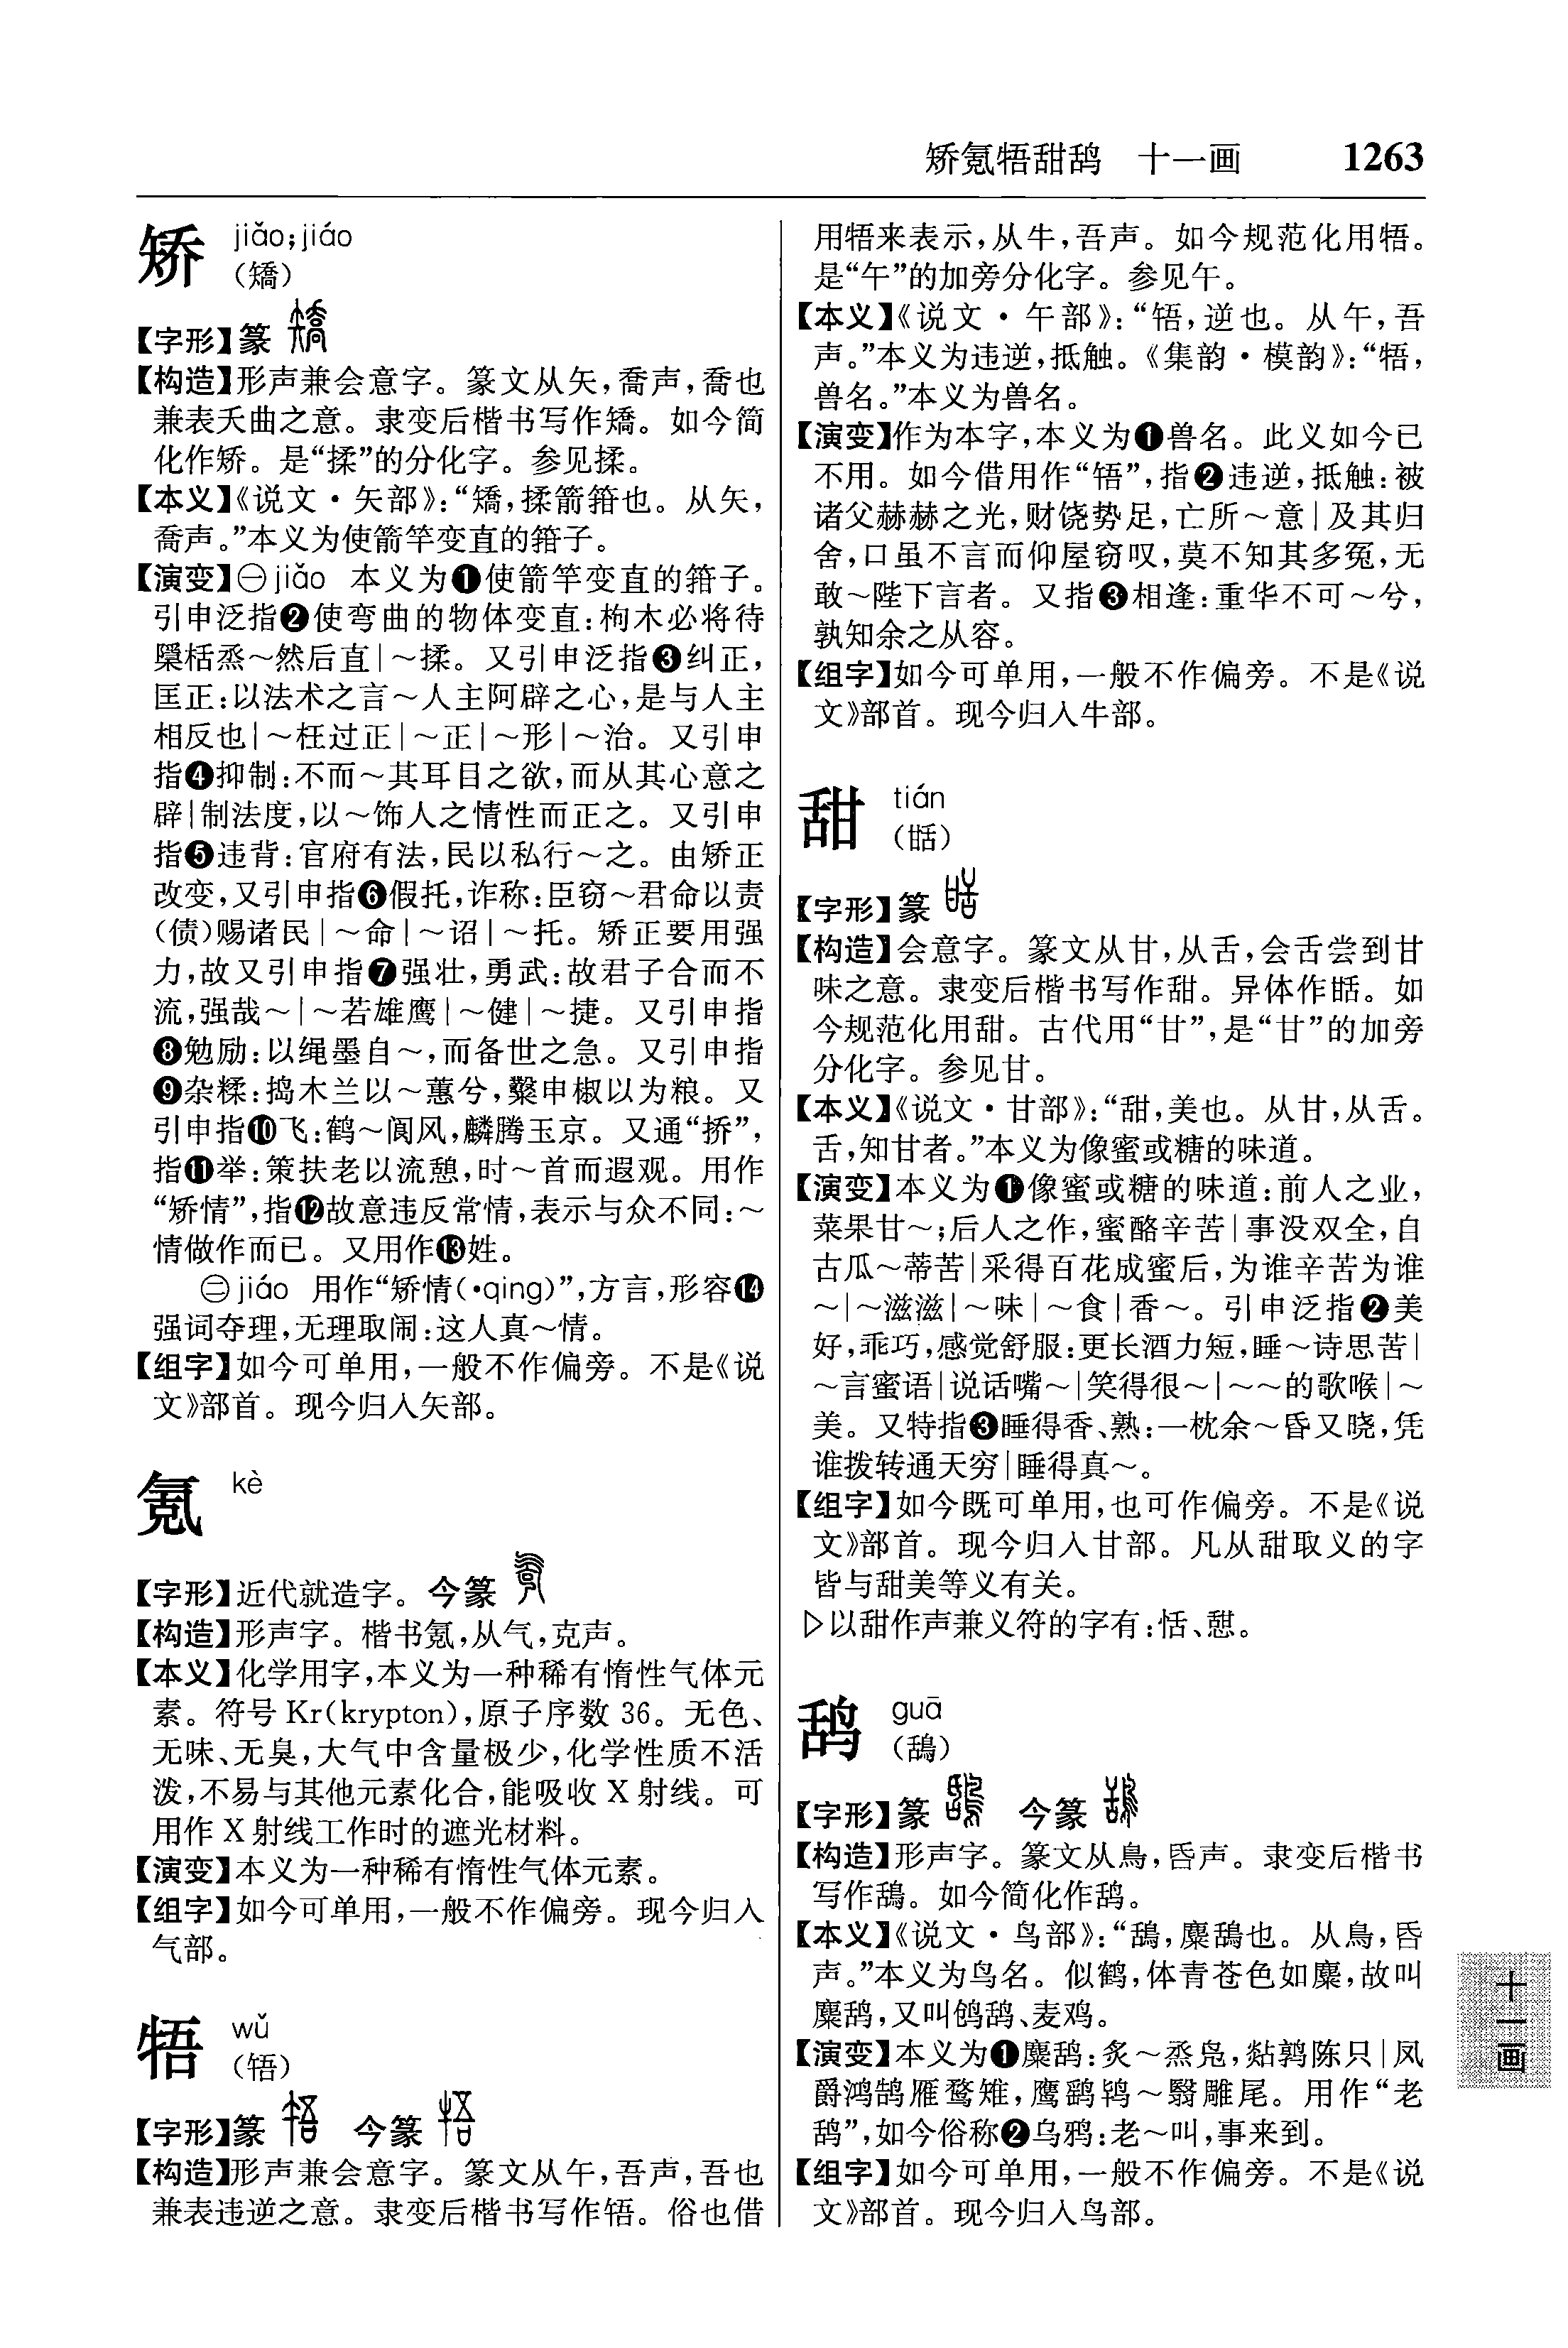 矫氪牾甜鸹　十一画　1263
矫 jiǎo;jiáo
（矯）
【字形】篆
【构造】形声兼会意字。篆文从矢，喬声，喬也
兼表夭曲之意。隶变后楷书写作矯。如今简
化作矫。是“揉”的分化字。参见揉。
【本义】《说文·矢部》：“矯，揉箭箝也。从矢，
喬声。”本义为使箭竿变直的箝子。
【演变】㊀jiǎo 本义为❶使箭竿变直的箝子。
引申泛指❷使弯曲的物体变直：枸木必将待
檃栝烝～然后直|～揉。又引申泛指❸纠正，
匡正：以法术之言～人主阿辟之心，是与人主
相反也|～枉过正|～正|～形|～治。又引申
指❹抑制：不而～其耳目之欲，而从其心意之
辟|制法度，以～饰人之情性而正之。又引申
指❺违背：官府有法，民以私行～之。由矫正
改变，又引申指❻假托，诈称：臣窃～君命以责
（债）赐诸民|～命|～诏|～托。矫正要用强
力，故又引申指❼强壮，勇武：故君子合而不
流，强哉～|～若雄鹰|～健|～捷。又引申指
❽勉励：以绳墨自～，而备世之急。又引申指
❾杂糅：捣木兰以～蕙兮，糳申椒以为粮。又
引申指❿飞：鹤～阆风，麟腾玉京。又通“挢”，
指⓫举：策扶老以流憩，时～首而遐观。用作
“矫情”，指⓬故意违反常情，表示与众不同：～
情做作而已。又用作⓭姓。
㊁jiáo 用作“矫情(·qing)”，方言，形容⓮
强词夺理，无理取闹：这人真～情。
【组字】如今可单用，一般不作偏旁。不是《说
文》部首。现今归入矢部。
氪 kè
【字形】近代就造字。今篆
【构造】形声字。楷书氪，从气，克声。
【本义】化学用字，本义为一种稀有惰性气体元
素。符号 Kr(krypton)，原子序数 36。无色、
无味、无臭，大气中含量极少，化学性质不活
泼，不易与其他元素化合，能吸收 X 射线。可
用作 X 射线工作时的遮光材料。
【演变】本义为一种稀有惰性气体元素。
【组字】如今可单用，一般不作偏旁。现今归入
气部。
牾 wǔ
（啎）
【字形】篆　今篆
【构造】形声兼会意字。篆文从午，吾声，吾也
兼表违逆之意。隶变后楷书写作啎。俗也借
用牾来表示，从牛，吾声。如今规范化用牾。
是“午”的加旁分化字。参见午。
【本义】《说文·午部》：“啎，逆也。从午，吾
声。”本义为违逆，抵触。《集韵·模韵》：“牾，
兽名。”本义为兽名。
【演变】作为本字，本义为❶兽名。此义如今已
不用。如今借用作“啎”，指❷违逆，抵触：被
诸父赫赫之光，财饶势足，亡所～意|及其归
舍，口虽不言而仰屋窃叹，莫不知其多冤，无
敢～陛下言者。又指❸相逢：重华不可～兮，
孰知余之从容。
【组字】如今可单用，一般不作偏旁。不是《说
文》部首。现今归入牛部。
甜 tián
（甛）
【字形】篆
【构造】会意字。篆文从甘，从舌，会舌尝到甘
味之意。隶变后楷书写作甜。异体作甛。如
今规范化用甜。古代用“甘”，是“甘”的加旁
分化字。参见甘。
【本义】《说文·甘部》：“甜，美也。从甘，从舌。
舌，知甘者。”本义为像蜜或糖的味道。
【演变】本义为❶像蜜或糖的味道：前人之业，
菜果甘～；后人之作，蜜酪辛苦|事没双全，自
古瓜～蒂苦|采得百花成蜜后，为谁辛苦为谁
～|～滋滋|～味|～食|香～。引申泛指❷美
好，乖巧，感觉舒服：更长酒力短，睡～诗思苦|
～言蜜语|说话嘴～|笑得很～|～～的歌喉|～
美。又特指❸睡得香、熟：一枕余～昏又晓，凭
谁拨转通天窍|睡得真～。
【组字】如今既可单用，也可作偏旁。不是《说
文》部首。现今归入甘部。凡从甜取义的字
皆与甜美等义有关。
▷以甜作声兼义符的字有：恬、憇。
鸹 guā
（鴰）
【字形】篆　今篆
【构造】形声字。篆文从鳥，昏声。隶变后楷书
写作鴰。如今简化作鸹。
【本义】《说文·鸟部》：“鴰，麋鴰也。从鳥，昏
声。”本义为鸟名。似鹤，体青苍色如麋，故叫
麋鸹，又叫鸧鸹、麦鸡。
【演变】本义为❶麋鸹：炙～烝凫，煔鹑陈只|凤
爵鸿鹄雁鹜雉，鹰鹞鸨～翳雕尾。用作“老
鸹”，如今俗称❷乌鸦：老～叫，事来到。
【组字】如今可单用，一般不作偏旁。不是《说
文》部首。现今归入鸟部。
十一画